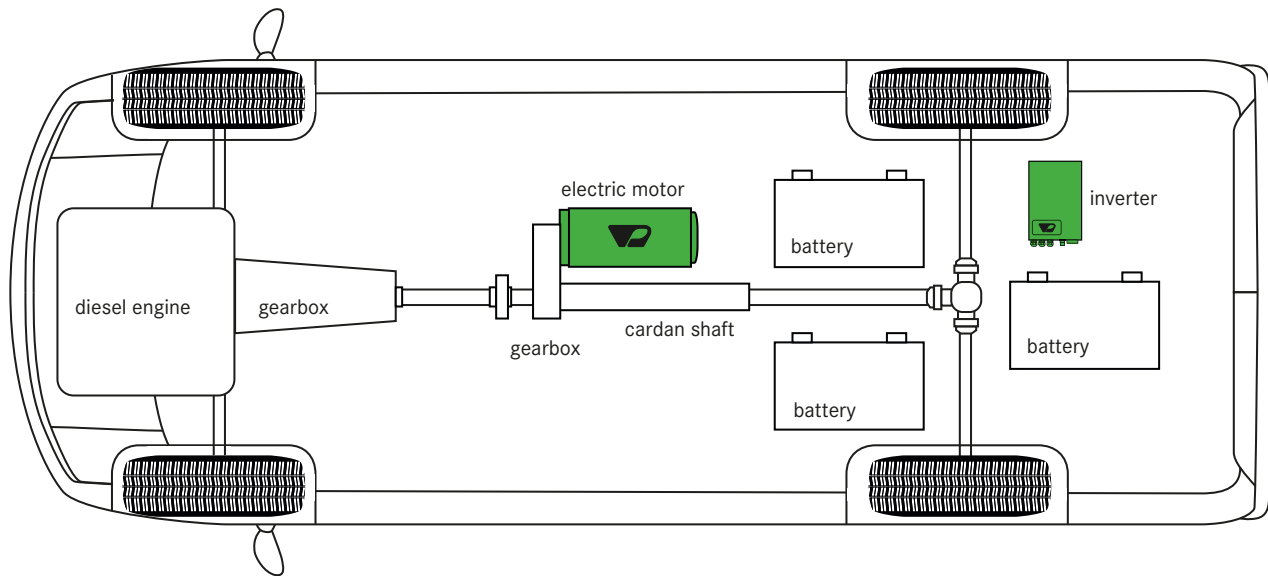 electric motor
inverter
battery
diesel engine
gearbox
cardan shaft
gearbox
battery
battery